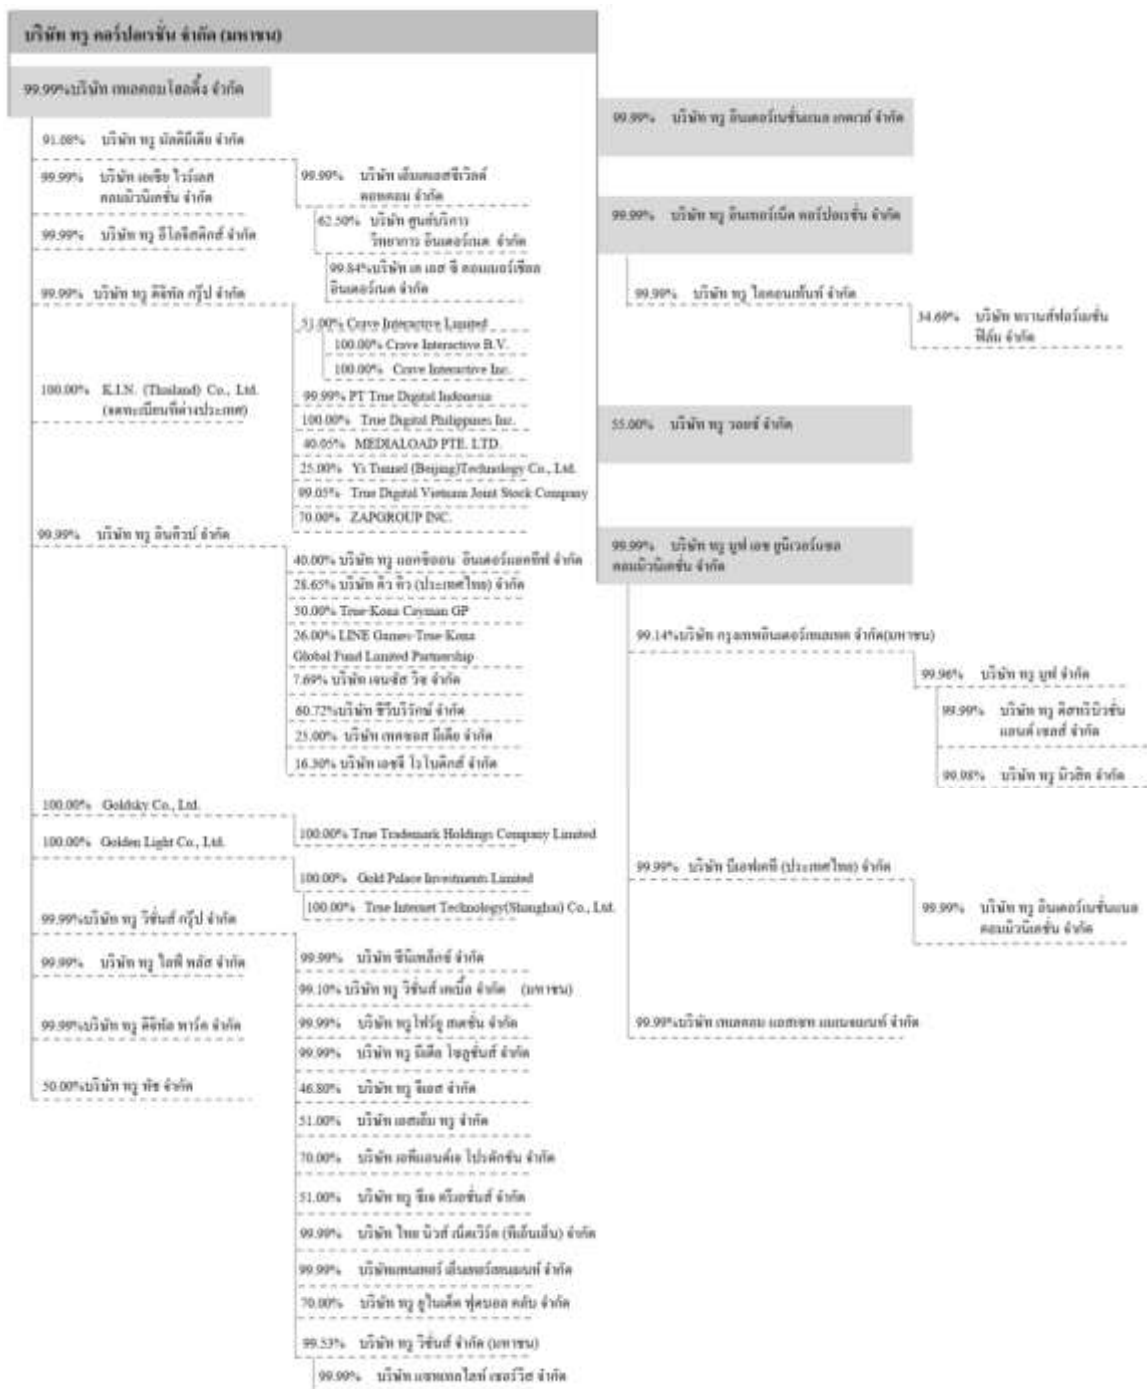 บริษัท ทรู คอร์ปอเรชั่น จำกัด (มหาชน)
99.99%บริษัท เทเลคอมโฮลดิ้ง จำกัด
91.08% บริษัท ทรู มัลติมีเดีย จำกัด
99.99% บริษัท เอเชีย ไวร์เลส
คอมมิวนิเคชั่น จำกัด
99.99% บริษัท เอ็มเคเอสซีเวิลด์
ดอทคอม จำกัด
62.50% บริษัท ศูนย์บริการ
วิทยาการ อินเตอร์เนต จำกัด
99.84%บริษัท เค เอส ซี คอมเมอร์เชียล
อินเตอร์เนต จำกัด
99.99% บริษัท ทรู อีโลจิสติกส์ จำกัด
99.99% บริษัท ทรู ดิจิทัล กรุ๊ป จำกัด
51.00% Crave Interactive Limited
100.00% Crave Interactive B.V.
100.00% Crave Interactive Inc.
99.99% PT True Digital Indonesia
100.00% True Digital Philippines Inc.
40.05% MEDIALOAD PTE. LTD.
25.00% Yi Tunnel (Beijing)Technology Co., Ltd.
99.05% True Digital Vietnam Joint Stock Company
70.00% ZAPGROUP INC.
100.00% K.I.N. (Thailand) Co., Ltd.
(จดทะเบียนที่ต่างประเทศ)
99.99% บริษัท ทรู อินคิวบ์ จำกัด
40.00% บริษัท ทรู แอกซิออน อินเตอร์แอคทีฟ จำกัด
28.65% บริษัท คิว คิว (ประเทศไทย) จำกัด
50.00% True-Kona Cayman GP
26.00% LINE Games-True-Kona
Global Fund Limited Partnership
7.69% บริษัท เจนซัส วิซ จำกัด
60.72%บริษัท ชีวีบริรักษ์ จำกัด
25.00% บริษัท เทคซอส มีเดีย จำกัด
16.30% บริษัท เอชจี โรโบติกส์ จำกัด
100.00% Goldsky Co., Ltd.
100.00% True Trademark Holdings Company Limited
100.00% Golden Light Co., Ltd.
100.00% Gold Palace Investments Limited
100.00% True Internet Technology(Shanghai) Co., Ltd.
99.99%บริษัท ทรู วิชั่นส์ กรุ๊ป จำกัด
99.99% บริษัท ซีนิเพล็กซ์ จำกัด
99.10% บริษัท ทรู วิชั่นส์ เคเบิ้ล จำกัด (มหาชน)
99.99% บริษัท ทรูโฟร์ยู สเตชั่น จำกัด
99.99% บริษัท ทรู มีเดีย โซลูชั่นส์ จำกัด
46.80% บริษัท ทรู จีเอส จำกัด
51.00% บริษัท เอสเอ็ม ทรู จำกัด
70.00% บริษัท เอพีแอนด์เจ โปรดักชัน จำกัด
51.00% บริษัท ทรู ซีเจ ครีเอชั่นส์ จำกัด
99.99% บริษัท ไทย นิวส์ เน็ตเวิร์ค (ทีเอ็นเอ็น) จำกัด
99.99% บริษัทแพนเทอร์ เอ็นเทอร์เทนเมนท์ จำกัด
70.00% บริษัท ทรู ยูไนเต็ด ฟุตบอล คลับ จำกัด
99.53% บริษัท ทรู วิชั่นส์ จำกัด (มหาชน)
99.99% บริษัท แซทเทลไลท์ เซอร์วิส จำกัด
99.99% บริษัท ทรู ไลฟ์ พลัส จำกัด
99.99%บริษัท ทรู ดิจิทัล พาร์ค จำกัด
50.00%บริษัท ทรู ทัช จำกัด
99.99% บริษัท ทรู อินเตอร์เนชั่นแนล เกตเวย์ จำกัด
99.99% บริษัท ทรู อินเทอร์เน็ต คอร์ปอเรชั่น จำกัด
99.99% บริษัท ทรู ไอคอนเท้นท์ จำกัด
34.69% บริษัท ทรานส์ฟอร์เมชั่น
ฟิล์ม จำกัด
55.00% บริษัท ทรู วอยซ์ จำกัด
99.99% บริษัท ทรู มูฟ เอช ยูนิเวอร์แซล
คอมมิวนิเคชั่น จำกัด
99.14%บริษัท กรุงเทพอินเตอร์เทเลเทค จำกัด(มหาชน)
99.96% บริษัท ทรู มูฟ จำกัด
99.99% บริษัท ทรู ดิสทริบิวชั่น
แอนด์ เซลส์ จำกัด
99.98% บริษัท ทรู มิวสิค จำกัด
99.99% บริษัท บีเอฟเคที (ประเทศไทย) จำกัด
99.99% บริษัท ทรู อินเตอร์เนชั่นแนล
คอมมิวนิเคชั่น จำกัด
99.99%บริษัท เทเลคอม แอสเซท แมเนจเมนท์ จำกัด